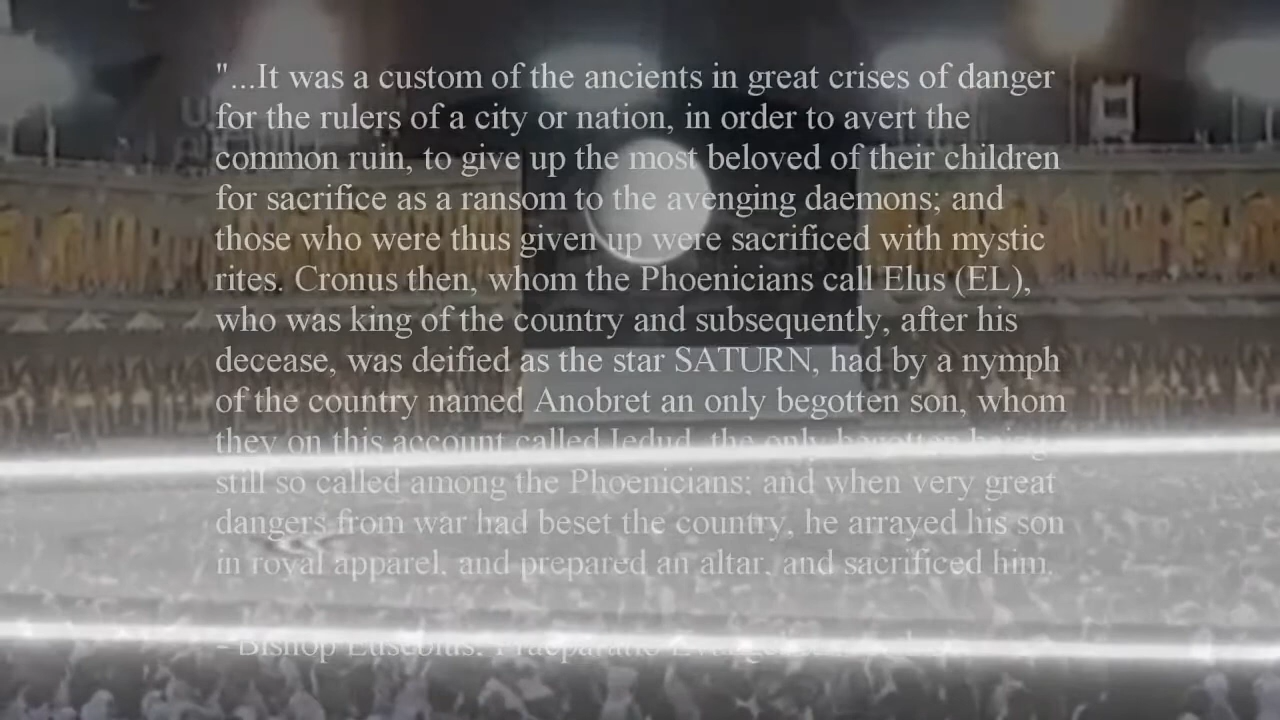 "...It was a custom of the ancients in great crises of danger
for the rulers of a city or nation, in order to avert the
common ruin, to give up the most beloved of their children
for sacrifice as a ransom to the avenging daemons; and
those who were thus given up were sacrificed with mystic
rites. Cronus then, whom the Phoenicians call Elus (EL),
who was king of the country and subsequently, after his
decease, was deified as the star SATURN, had by a nymph
of the country named Anobret an only begotten son, whom
they on this account called Iedud, the only begotten being
still so called among the Phoenicians; and when very great
dangers from war had beset the country, he arrayed his son
in royal apparel, and prepared an altar, and sacrificed him.
- Bishop Eusebius, Praeparatio